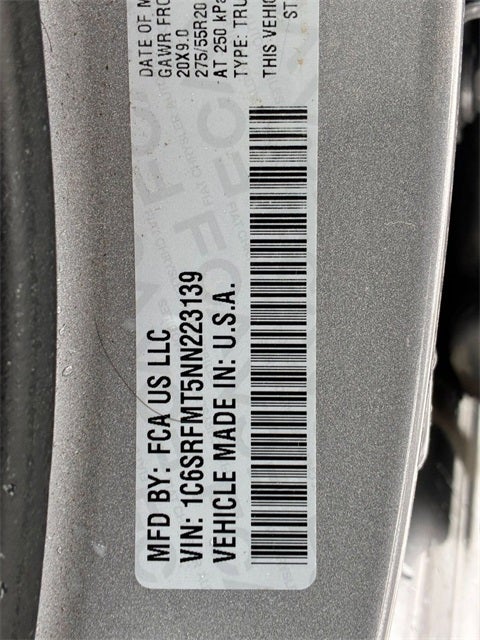 MFD BY: FCA US LLC
DATE OF M
GAWR FRO
20X9.0
275/55R20
AT 250 kPa
TYPE: TRU
VIN: 1C6SRFMT5NN223139
VEHICLE MADE IN: U.S.A.
THIS VEHIC
ST